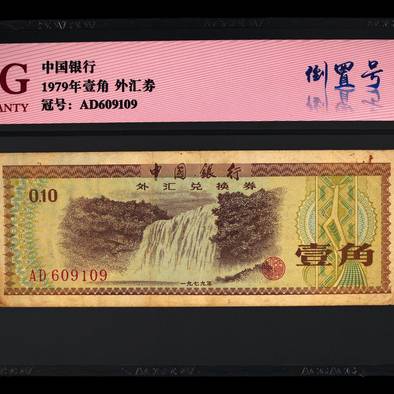 G
ANTY
中国银行
1979年壹角 外汇券
冠号：AD609109
倒置号
中国银行
外汇兑换券
0.10
壹角
AD609109
一九七九年